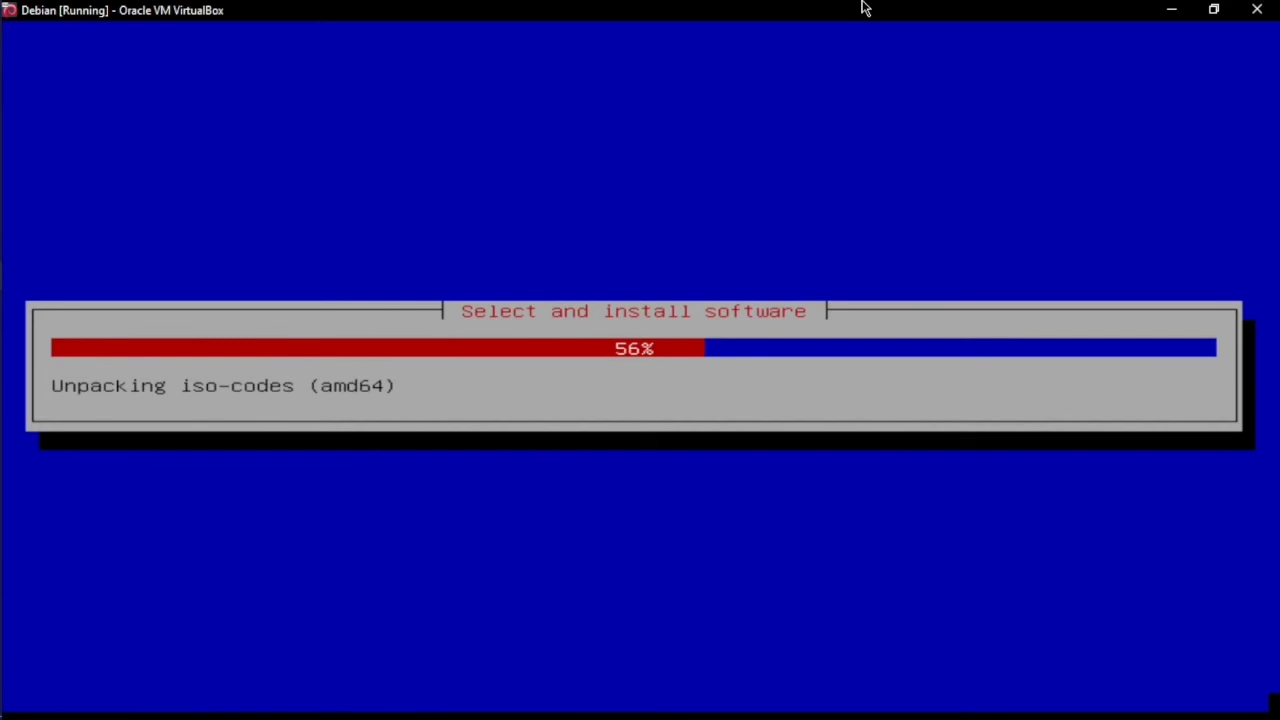 Debian [Running] - Oracle VM VirtualBox
Select and install software
56%
Unpacking iso-codes (amd64)